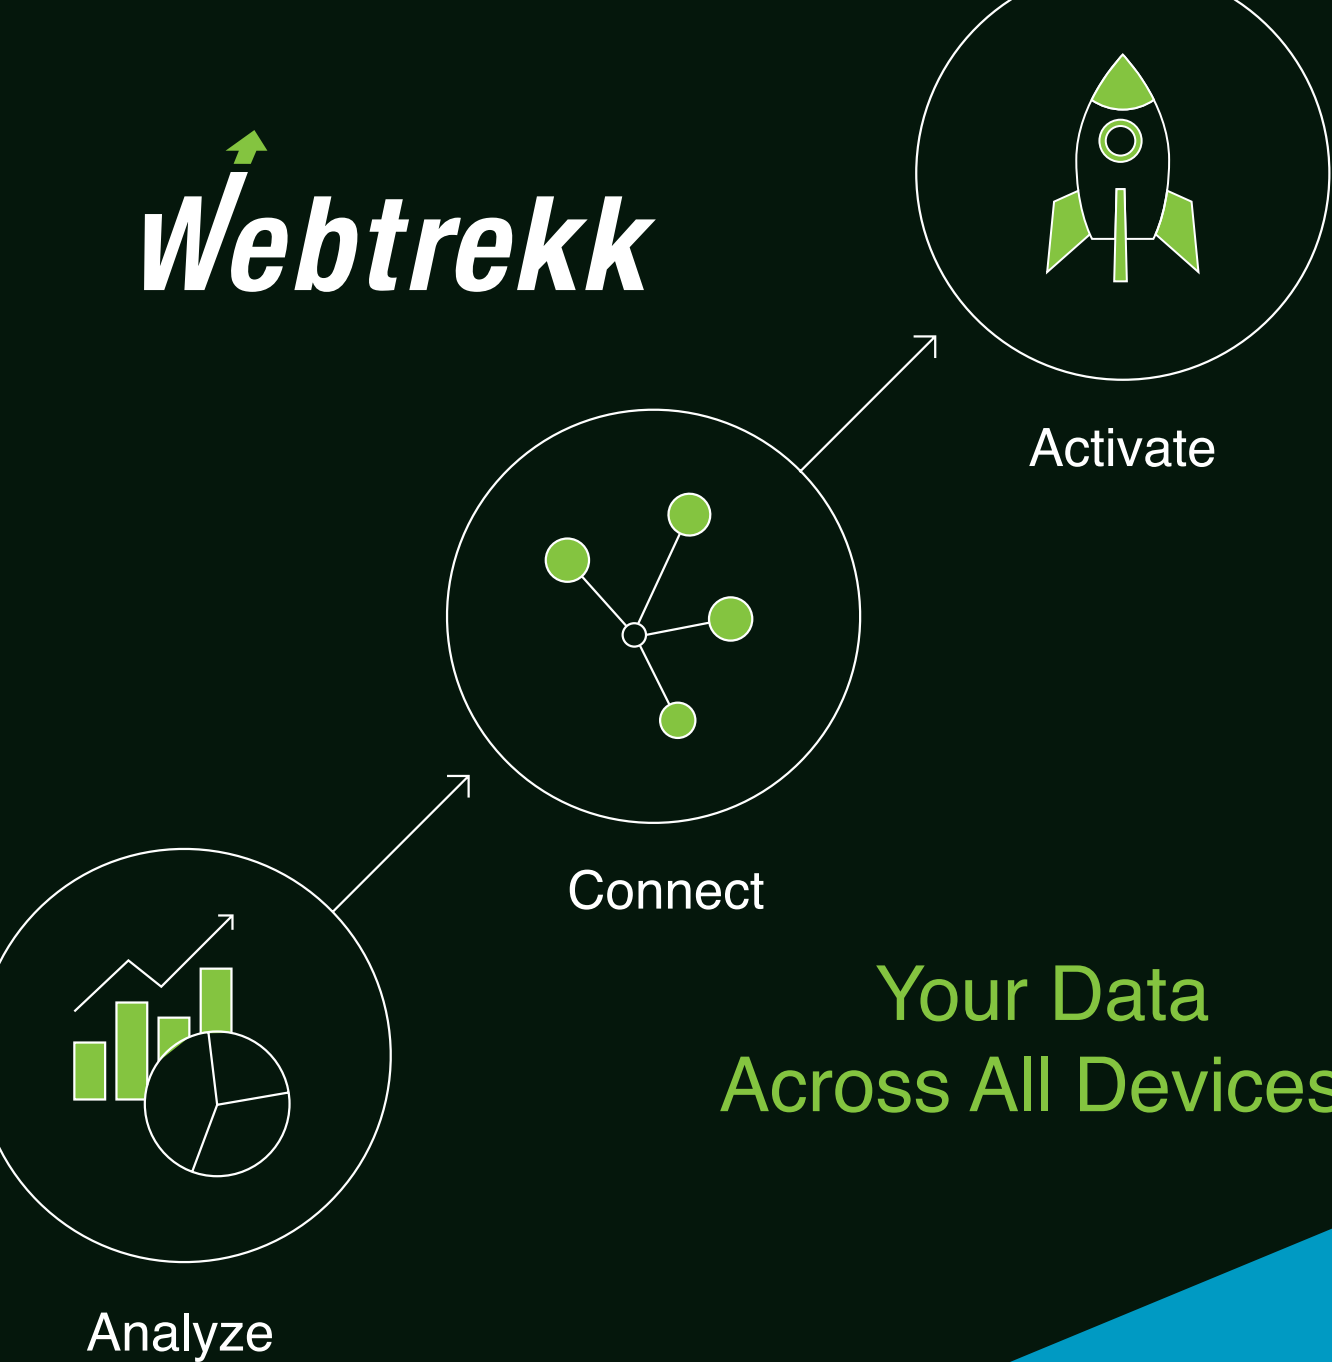 Webtrekk
Activate
Connect
Your Data
Across All Devices
Analyze